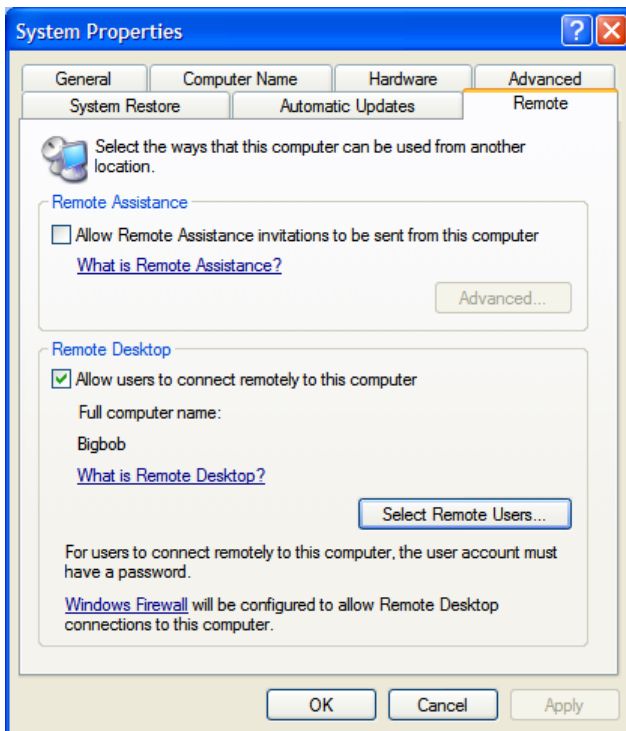 System Properties
General
Computer Name
Hardware
Advanced
System Restore
Automatic Updates
Remote
Select the ways that this computer can be used from another
location.
Remote Assistance
Allow Remote Assistance invitations to be sent from this computer
What is Remote Assistance?
Advanced...
Remote Desktop
Allow users to connect remotely to this computer
Full computer name:
Bigbob
What is Remote Desktop?
Select Remote Users...
For users to connect remotely to this computer, the user account must
have a password.
Windows Firewall will be configured to allow Remote Desktop
connections to this computer.
OK
Cancel
Apply